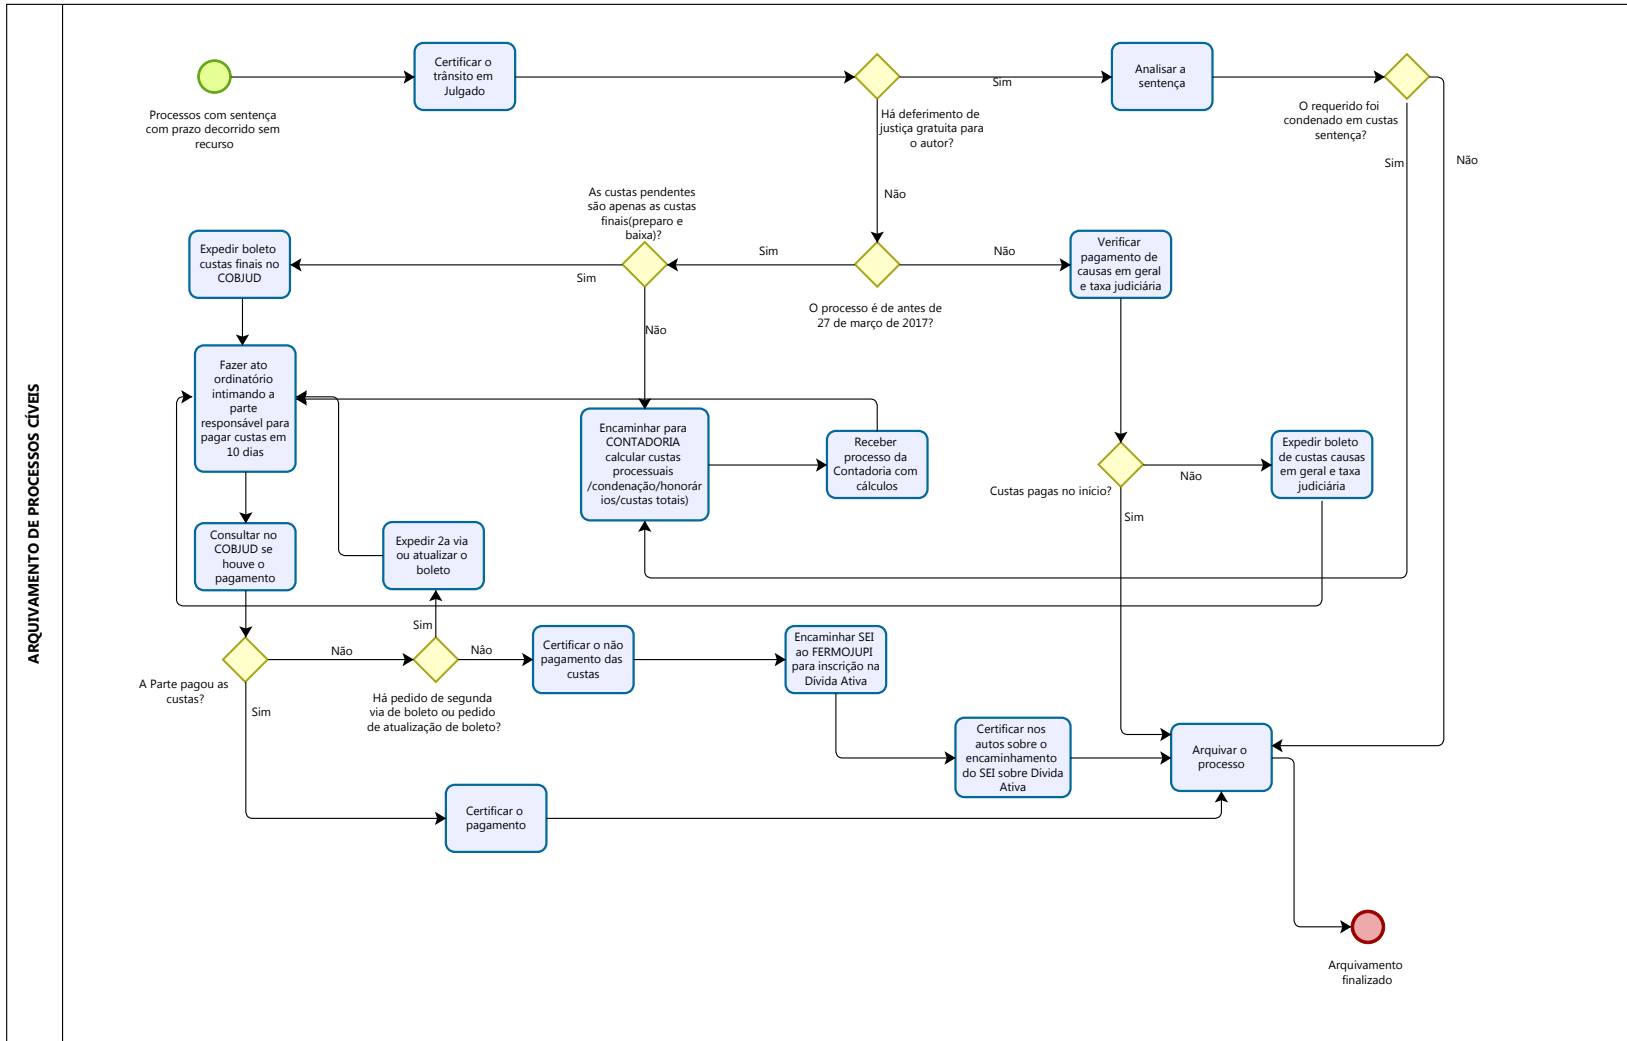 ARQUIVAMENTO DE PROCESSOS CÍVEIS
Processos com sentença
com prazo decorrido sem
recurso
Certificar o
trânsito em
Julgado
Há deferimento de
justiça gratuita para
o autor?
Sim
Analisar a
sentença
O requerido foi
condenado em custas
sentença?
Sim
Não
Não
As custas pendentes
são apenas as custas
finais(preparo e
baixa)?
Expedir boleto
custas finais no
COBJUD
Sim
Sim
O processo é de antes de
27 de março de 2017?
Não
Verificar
pagamento de
causas em geral
e taxa judiciária
Não
Fazer ato
ordinatório
intimando a
parte
responsável para
pagar custas em
10 dias
Encaminhar para
CONTADORIA
calcular custas
processuais
/condenação/honorár
ios/custas totais)
Receber
processo da
Contadoria com
cálculos
Custas pagas no início?
Não
Sim
Expedir boleto
de custas causas
em geral e taxa
judiciária
Consultar no
COBJUD se
houve o
pagamento
Expedir 2a via
ou atualizar o
boleto
Sim
A Parte pagou as
custas?
Não
Sim
Há pedido de segunda
via de boleto ou pedido
de atualização de boleto?
Nâo
Certificar o não
pagamento das
custas
Encaminhar SEI
ao FERMOJUPI
para inscrição na
Dívida Ativa
Certificar nos
autos sobre o
encaminhamento
do SEI sobre Dívida
Ativa
Arquivar o
processo
Certificar o
pagamento
Arquivamento
finalizado